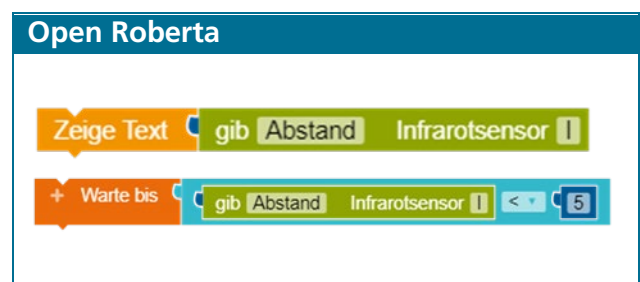 Open Roberta
Zeige Text gib Abstand Infrarotsensor I
+ Warte bis gib Abstand Infrarotsensor I < 5